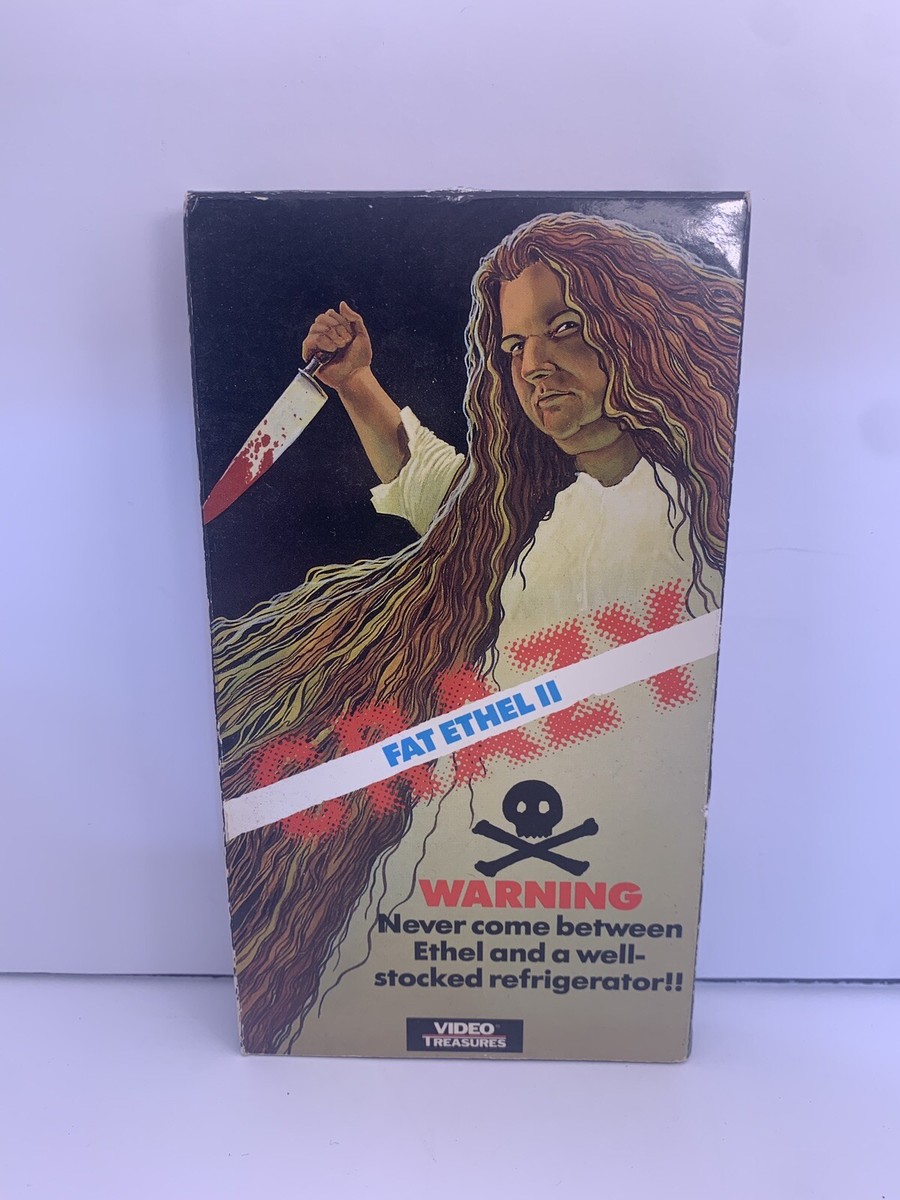 CRAZY
FAT ETHEL II
WARNING
Never come between
Ethel and a well-
stocked refrigerator!!
VIDEO®
TREASURES